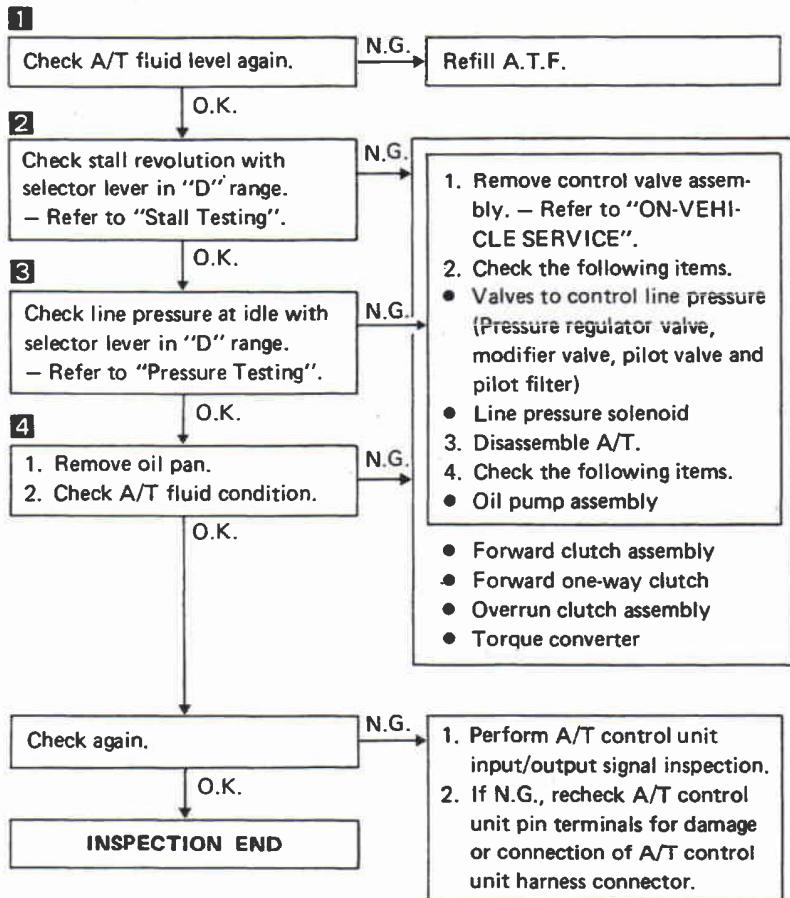 1
Check A/T fluid level again.
N.G.
Refill A.T.F.
O.K.
2
Check stall revolution with
selector lever in "D" range.
— Refer to "Stall Testing".
N.G.
O.K.
3
Check line pressure at idle with
selector lever in "D" range.
— Refer to "Pressure Testing".
N.G.
O.K.
4
1. Remove oil pan.
2. Check A/T fluid condition.
N.G.
O.K.
1. Remove control valve assem-
bly. — Refer to "ON-VEHI-
CLE SERVICE".
2. Check the following items.
● Valves to control line pressure
(Pressure regulator valve,
modifier valve, pilot valve and
pilot filter)
● Line pressure solenoid
3. Disassemble A/T.
4. Check the following items.
● Oil pump assembly
● Forward clutch assembly
● Forward one-way clutch
● Overrun clutch assembly
● Torque converter
Check again.
N.G.
1. Perform A/T control unit
input/output signal inspection.
2. If N.G., recheck A/T control
unit pin terminals for damage
or connection of A/T control
unit harness connector.
O.K.
INSPECTION END